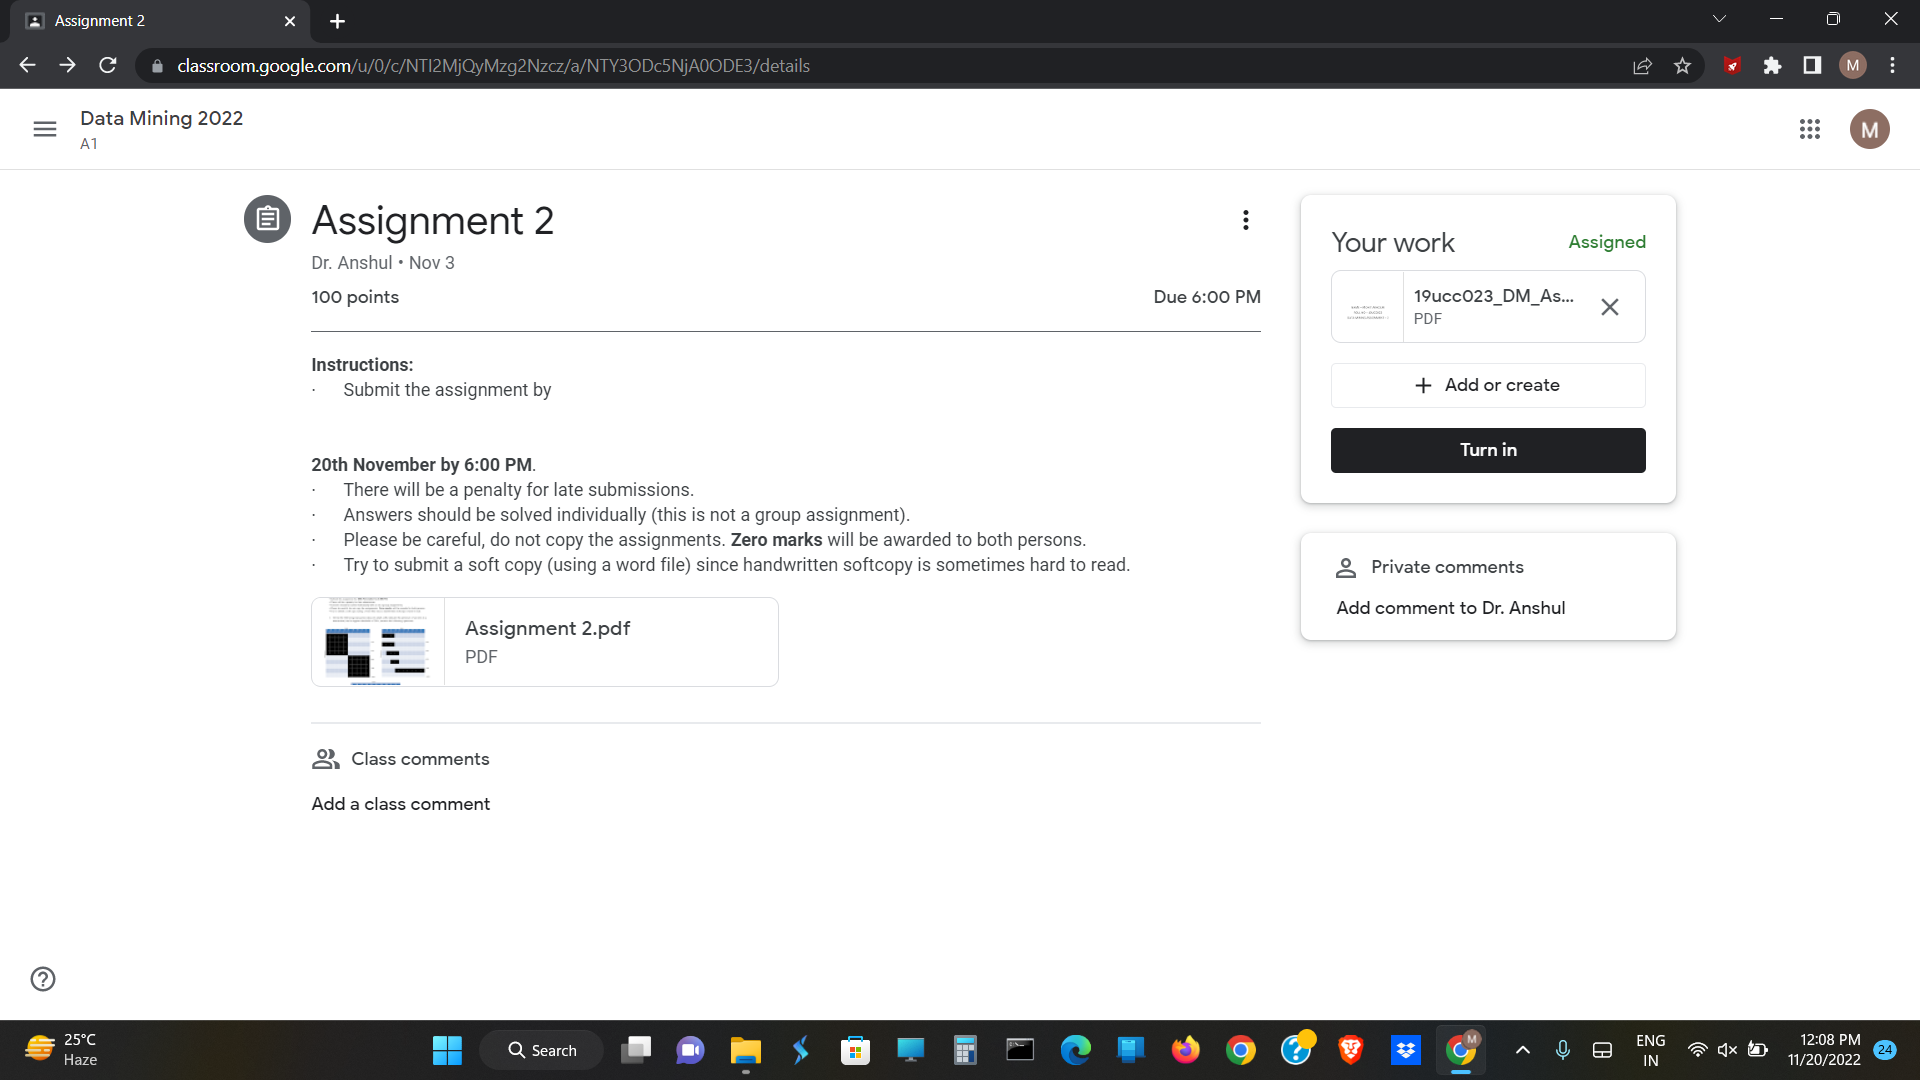 Assignment 2
classroom.google.com/u/0/c/NTI2MjQyMzg2Nzcz/a/NTY3ODc5NjA0ODE3/details
M
Data Mining 2022
A1
M
Assignment 2
Dr. Anshul • Nov 3
100 points
Due 6:00 PM
Instructions:
· Submit the assignment by
20th November by 6:00 PM.
· There will be a penalty for late submissions.
· Answers should be solved individually (this is not a group assignment).
· Please be careful, do not copy the assignments. Zero marks will be awarded to both persons.
· Try to submit a soft copy (using a word file) since handwritten softcopy is sometimes hard to read.
Assignment 2.pdf
PDF
Class comments
Add a class comment
Your work
Assigned
19ucc023_DM_As...
PDF
Add or create
Turn in
Private comments
Add comment to Dr. Anshul
25°C
Haze
Search
M
ENG
IN
12:08 PM
11/20/2022
24